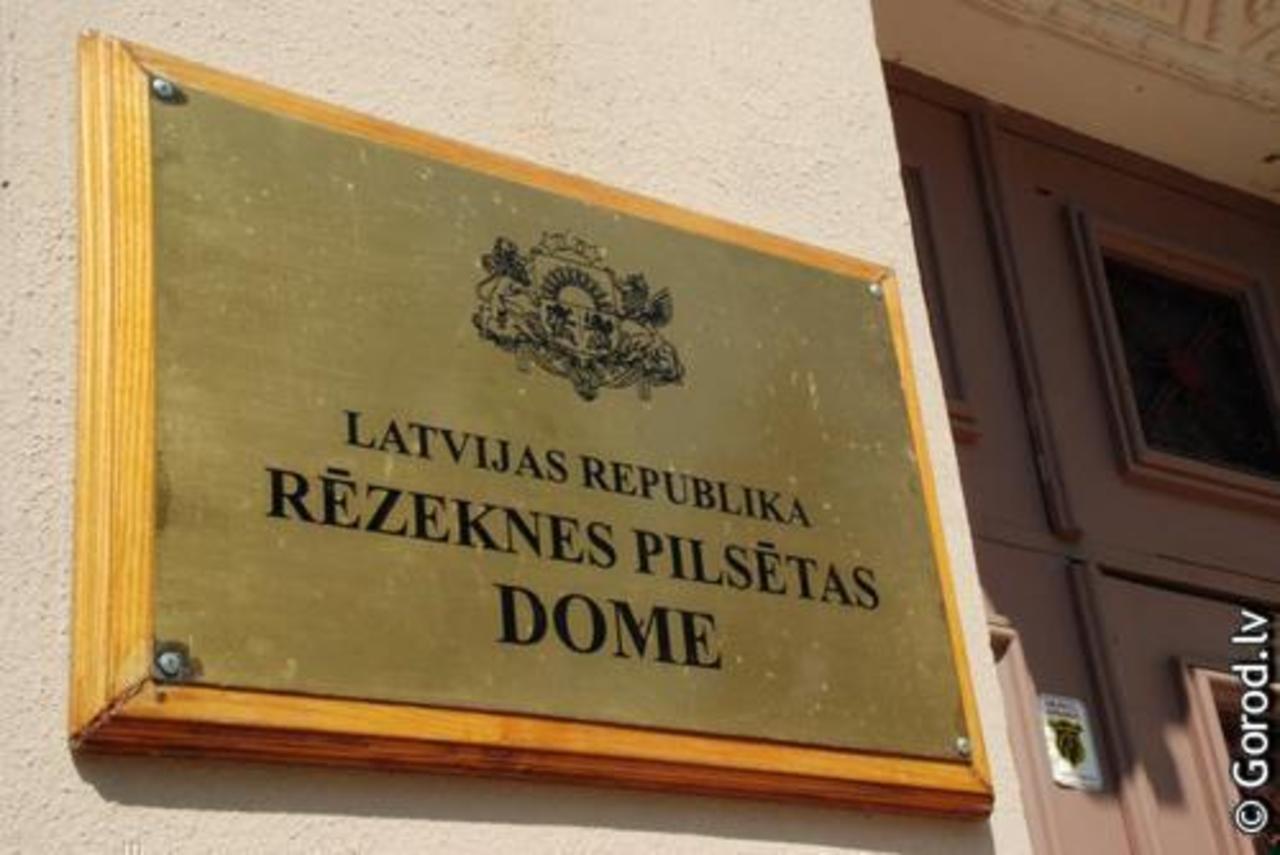 LATVIJAS REPUBLIKA
RĒZEKNES PILSĒTAS
DOME
© Gorod.lv